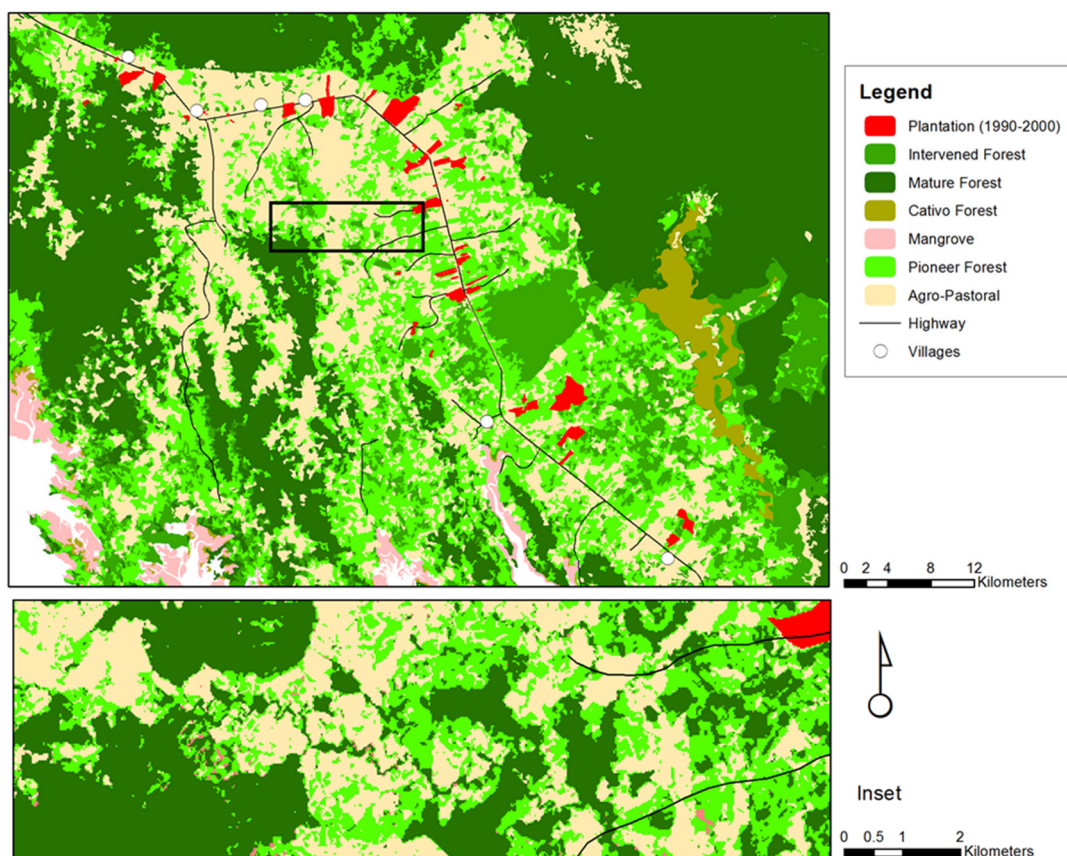 Legend
Plantation (1990-2000)
Intervened Forest
Mature Forest
Cativo Forest
Mangrove
Pioneer Forest
Agro-Pastoral
Highway
Villages
0 2 4 8 12
Kilometers
Inset
0 0.5 1 2
Kilometers